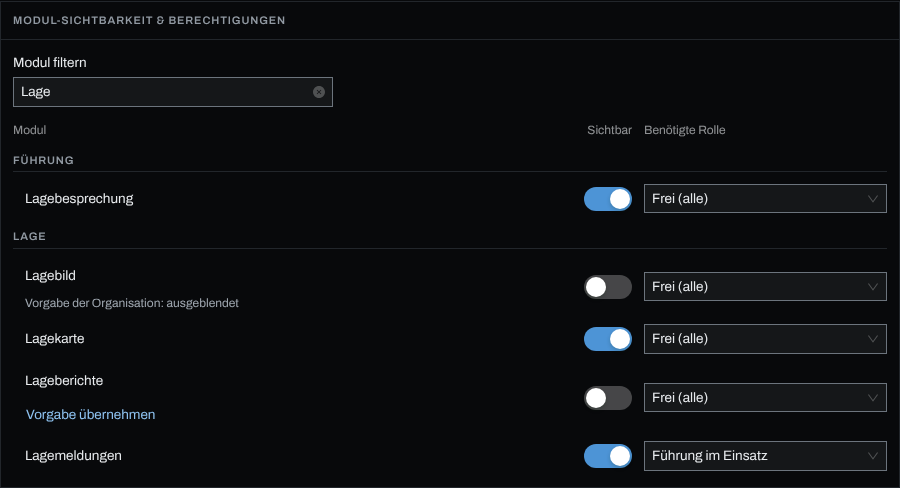 MODUL-SICHTBARKEIT & BERECHTIGUNGEN
Modul filtern
Lage
Modul Sichtbar Benötigte Rolle
FÜHRUNG
Lagebesprechung Frei (alle)
LAGE
Lagebild Frei (alle)
Vorgabe der Organisation: ausgeblendet
Lagekarte Frei (alle)
Lageberichte Frei (alle)
Vorgabe übernehmen
Lagemeldungen Führung im Einsatz